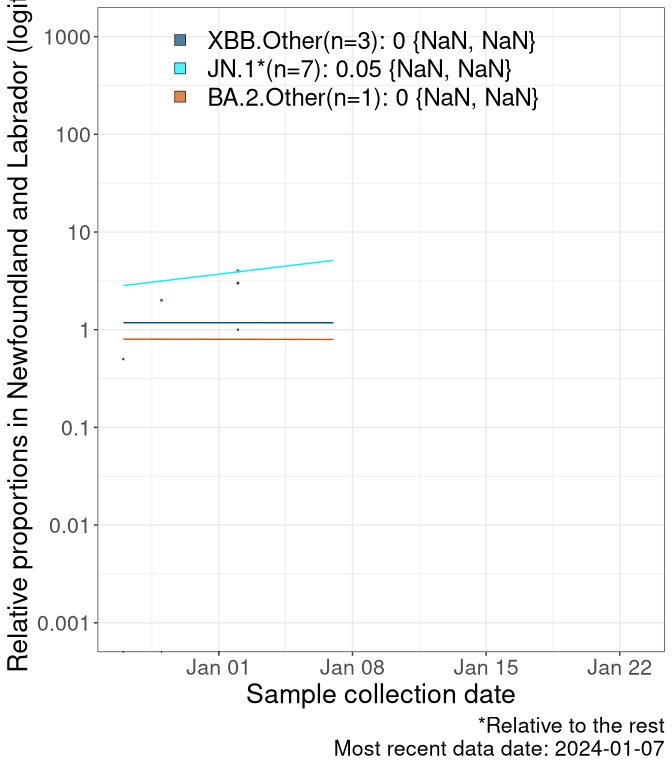 Relative proportions in Newfoundland and Labrador (logit
XBB.Other(n=3): 0 {NaN, NaN}
JN.1*(n=7): 0.05 {NaN, NaN}
BA.2.Other(n=1): 0 {NaN, NaN}
1000
100
10
1
0.1
0.01
0.001
Jan 01 Jan 08 Jan 15 Jan 22
Sample collection date
*Relative to the rest
Most recent data date: 2024-01-07